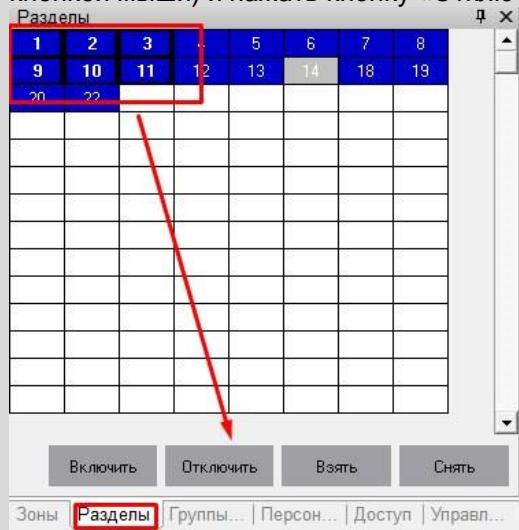 Разделы
1 2 3 4 5 6 7 8
9 10 11 12 13 14 18 19
20 22
Включить Отключить Взять Снять
Зоны Разделы Группы... Персон... Доступ Управл...